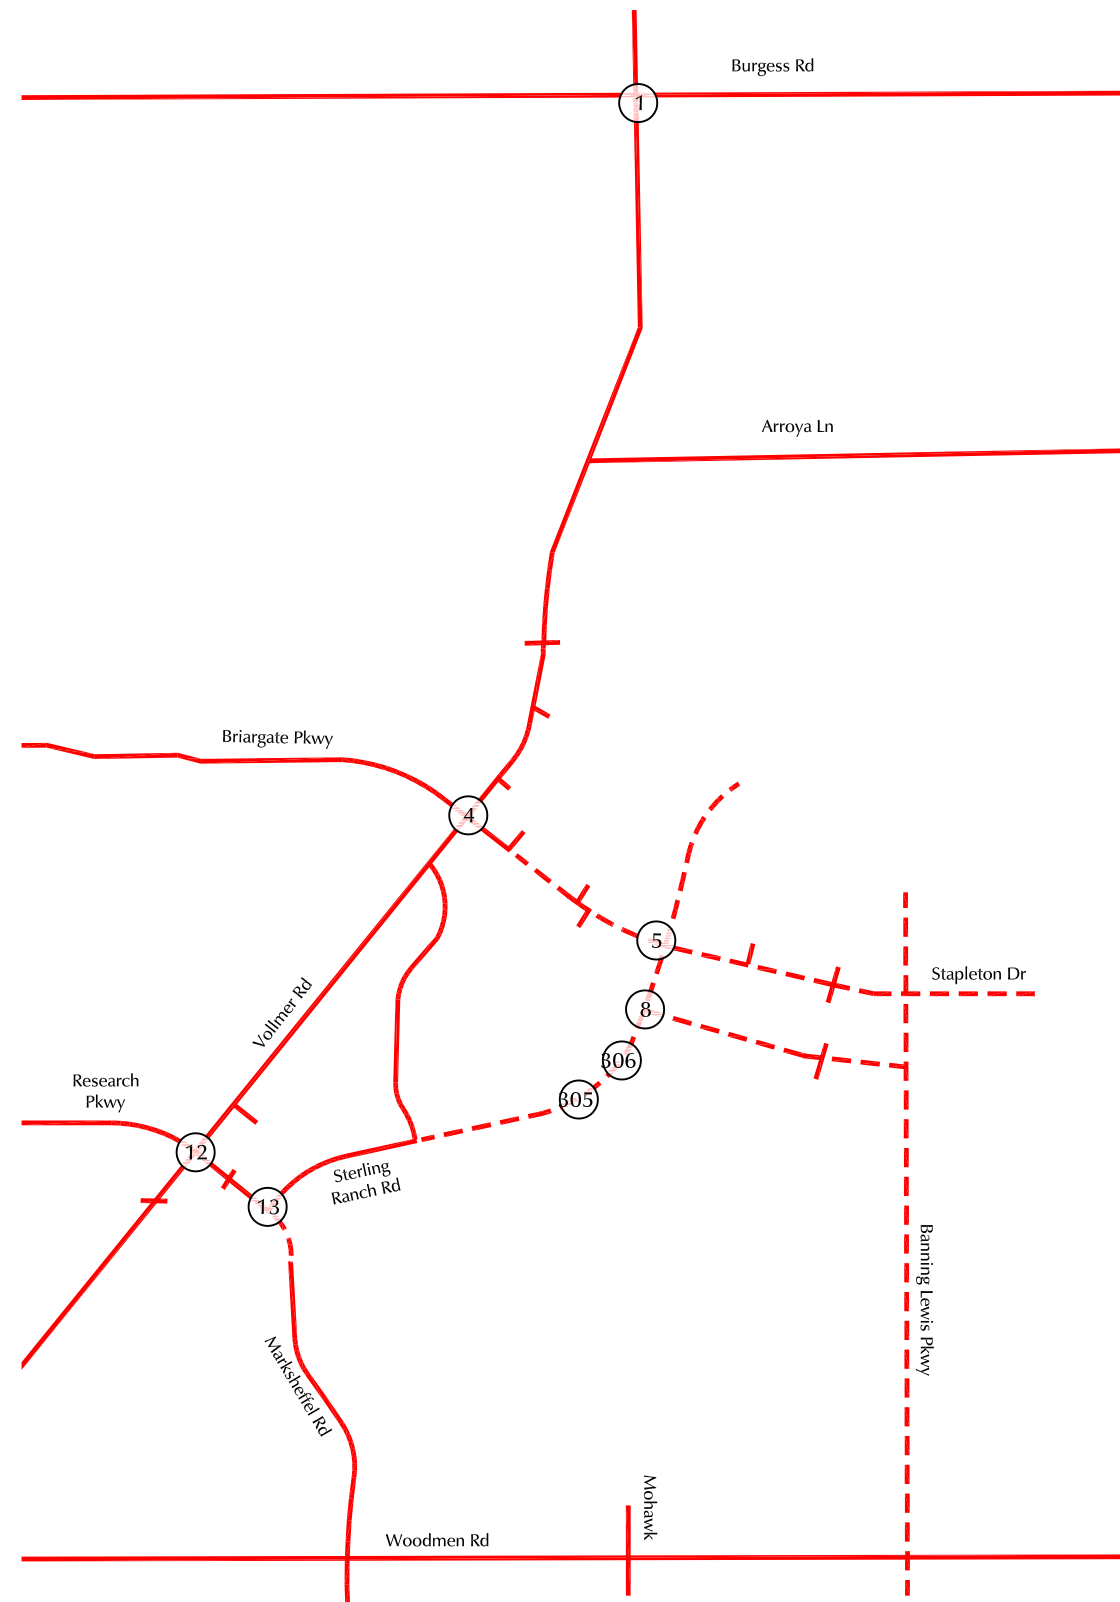 Burgess Rd
1
Arroya Ln
Briargate Pkwy
4
5
Stapleton Dr
Vollmer Rd
8
306
Research
Pkwy
305
12
Sterling
Ranch Rd
13
Banning Lewis Pkwy
Marksheffel Rd
Mohawk
Woodmen Rd